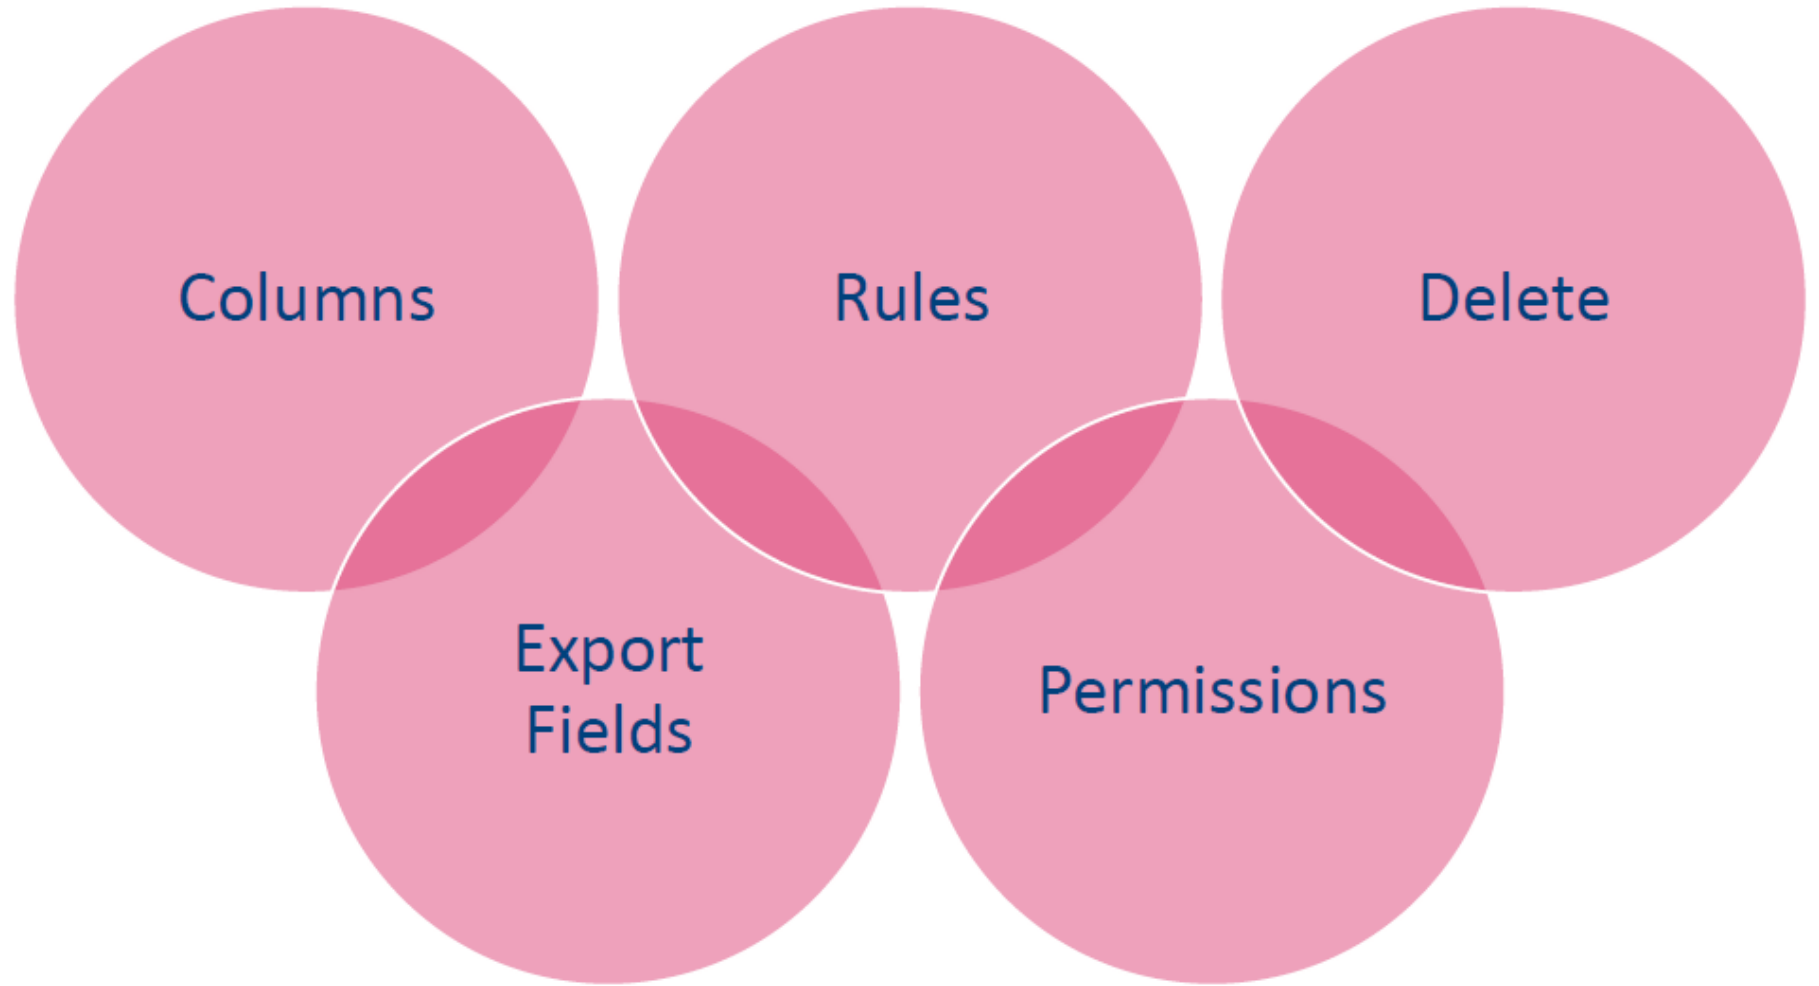 Columns
Rules
Delete
Export
Fields
Permissions